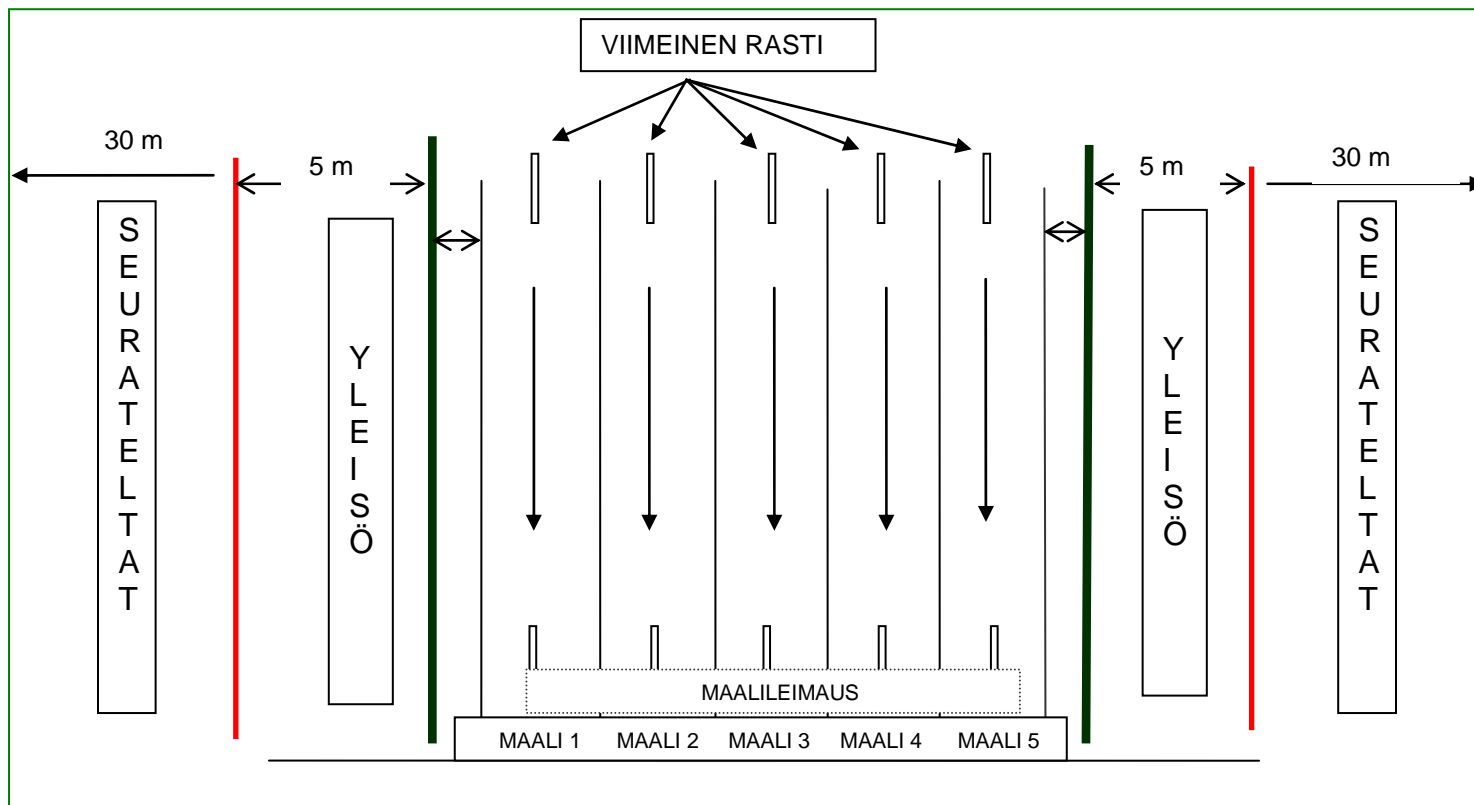 VIIMEINEN RASTI
30 m
5 m
5 m
30 m
SEURATELTAT
YLEISÖ
YLEISÖ
SEURATELTAT
MAALILEIMAUS
MAALI 1 MAALI 2 MAALI 3 MAALI 4 MAALI 5